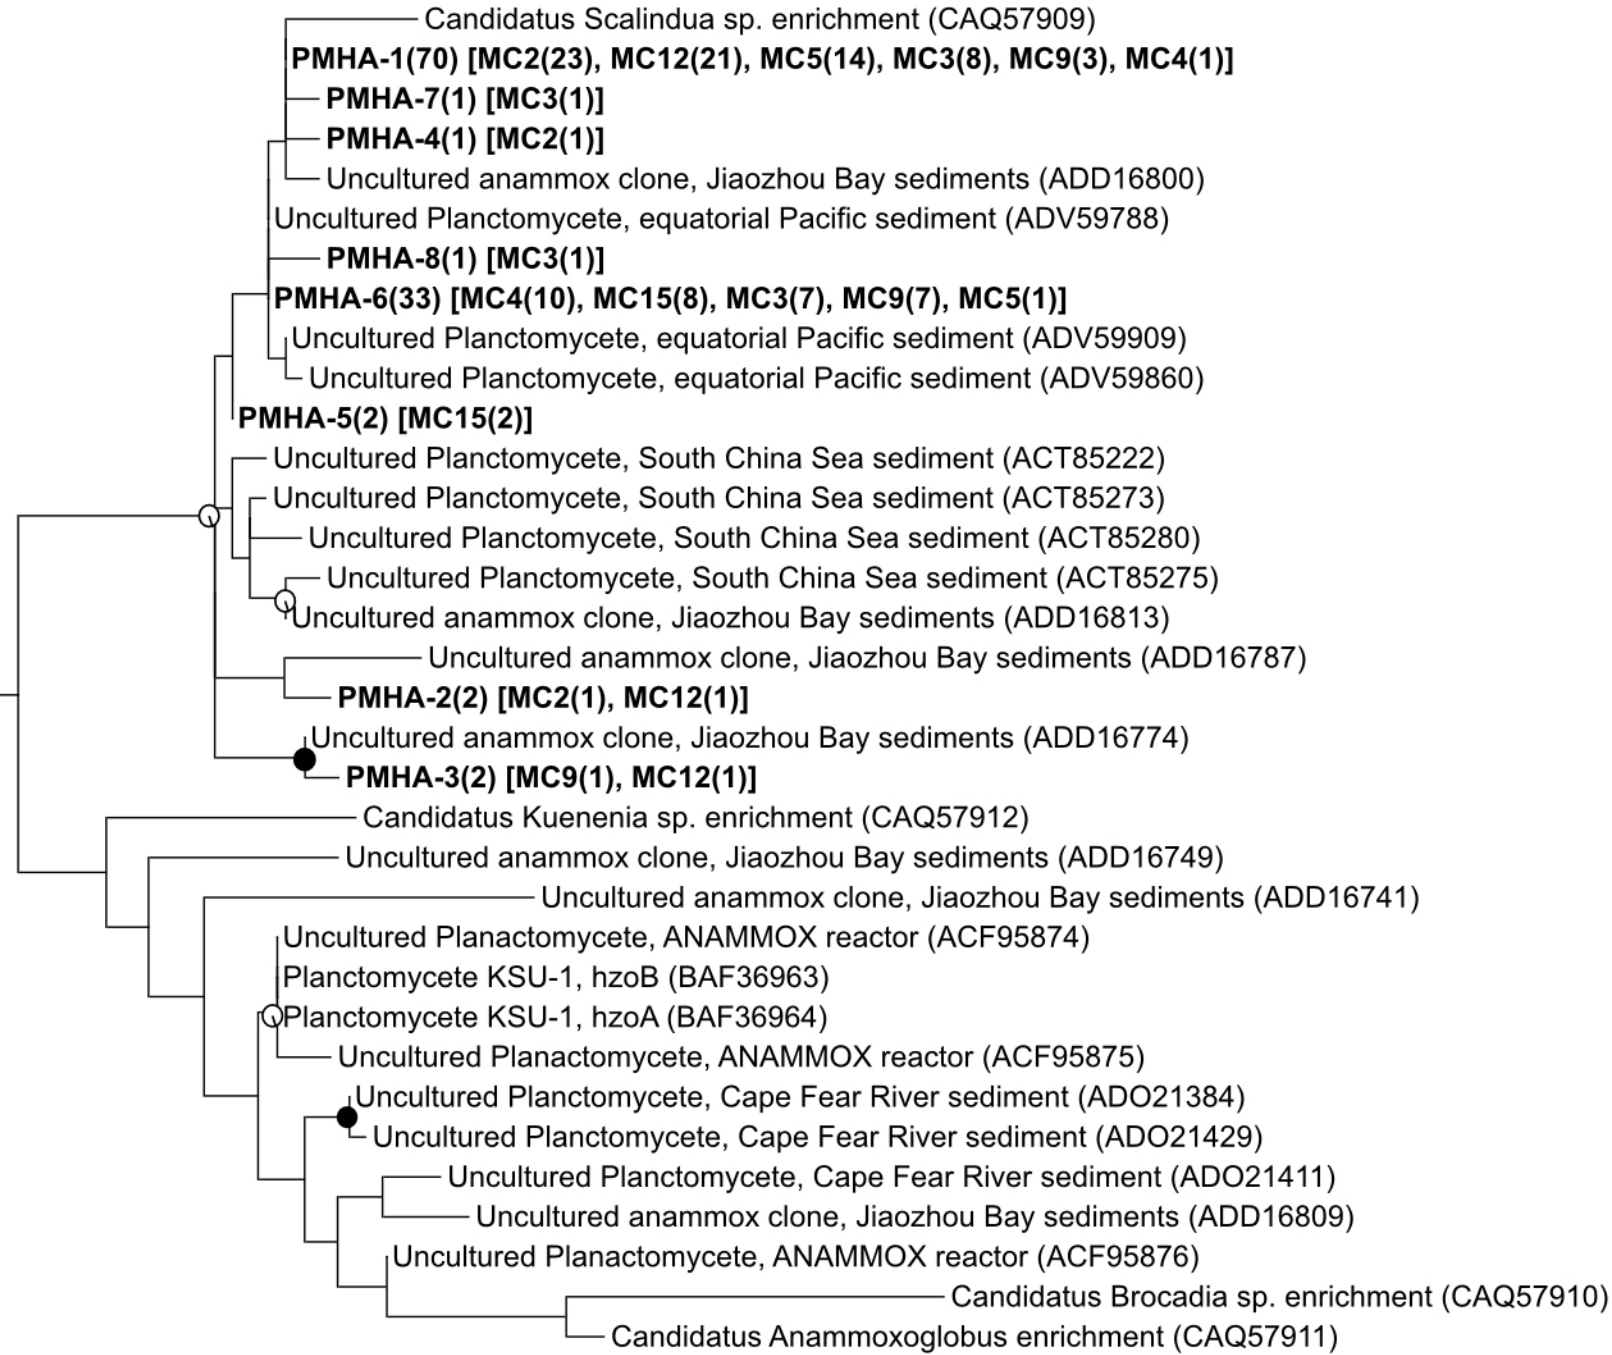 Candidatus Scalindua sp. enrichment (CAQ57909)
PMHA-1(70) [MC2(23), MC12(21), MC5(14), MC3(8), MC9(3), MC4(1)]
PMHA-7(1) [MC3(1)]
PMHA-4(1) [MC2(1)]
Uncultured anammox clone, Jiaozhou Bay sediments (ADD16800)
Uncultured Planctomycete, equatorial Pacific sediment (ADV59788)
PMHA-8(1) [MC3(1)]
PMHA-6(33) [MC4(10), MC15(8), MC3(7), MC9(7), MC5(1)]
Uncultured Planctomycete, equatorial Pacific sediment (ADV59909)
Uncultured Planctomycete, equatorial Pacific sediment (ADV59860)
PMHA-5(2) [MC15(2)]
Uncultured Planctomycete, South China Sea sediment (ACT85222)
Uncultured Planctomycete, South China Sea sediment (ACT85273)
Uncultured Planctomycete, South China Sea sediment (ACT85280)
Uncultured Planctomycete, South China Sea sediment (ACT85275)
Uncultured anammox clone, Jiaozhou Bay sediments (ADD16813)
Uncultured anammox clone, Jiaozhou Bay sediments (ADD16787)
PMHA-2(2) [MC2(1), MC12(1)]
Uncultured anammox clone, Jiaozhou Bay sediments (ADD16774)
PMHA-3(2) [MC9(1), MC12(1)]
Candidatus Kuenenia sp. enrichment (CAQ57912)
Uncultured anammox clone, Jiaozhou Bay sediments (ADD16749)
Uncultured anammox clone, Jiaozhou Bay sediments (ADD16741)
Uncultured Planactomycete, ANAMMOX reactor (ACF95874)
Planctomycete KSU-1, hzoB (BAF36963)
Planctomycete KSU-1, hzoA (BAF36964)
Uncultured Planactomycete, ANAMMOX reactor (ACF95875)
Uncultured Planctomycete, Cape Fear River sediment (ADO21384)
Uncultured Planctomycete, Cape Fear River sediment (ADO21429)
Uncultured Planctomycete, Cape Fear River sediment (ADO21411)
Uncultured anammox clone, Jiaozhou Bay sediments (ADD16809)
Uncultured Planactomycete, ANAMMOX reactor (ACF95876)
Candidatus Brocadia sp. enrichment (CAQ57910)
Candidatus Anammoxoglobus enrichment (CAQ57911)